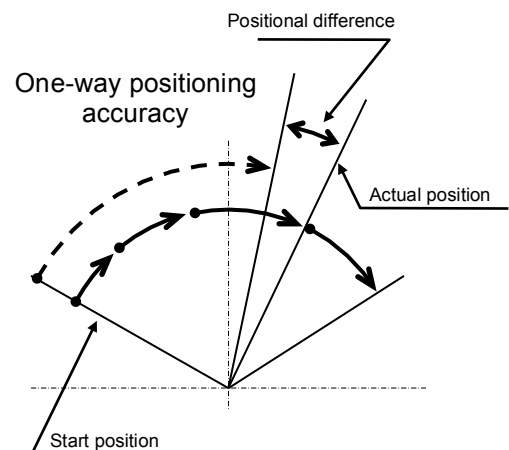 Positional difference
One-way positioning
accuracy
Actual position
Start position